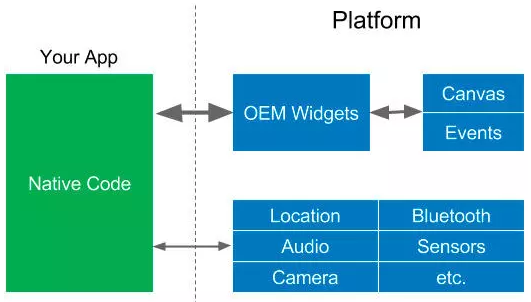 Platform
Your App
Native Code
OEM Widgets
Canvas
Events
Location
Bluetooth
Audio
Sensors
Camera
etc.